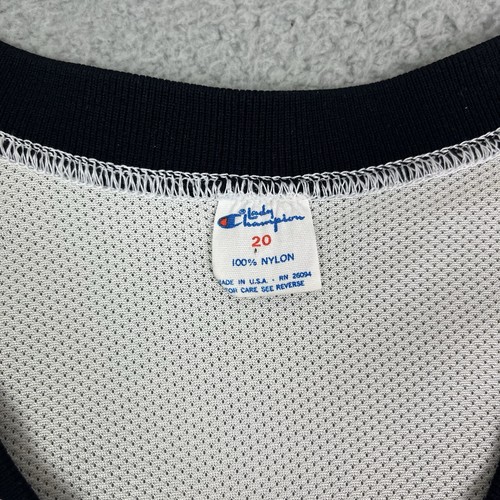 Lady
Champion
20
100% NYLON
MADE IN U.S.A. RN 26094
FOR CARE SEE REVERSE